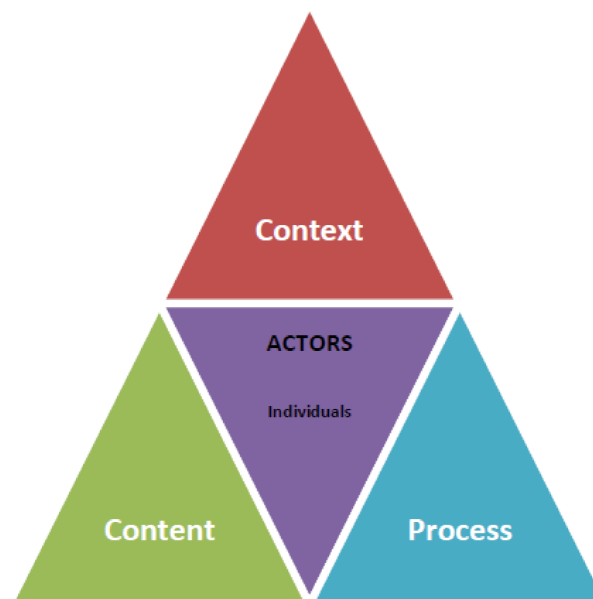 Context
ACTORS
Individuals
Content
Process